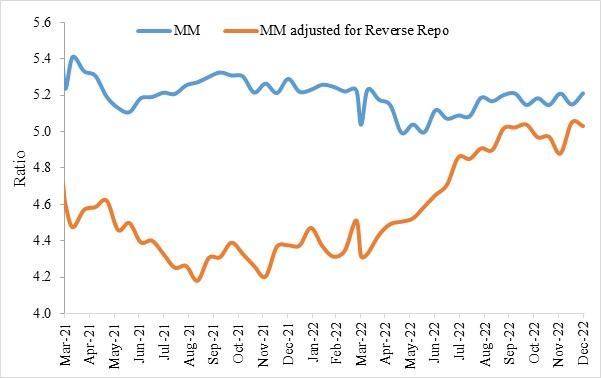 MM
MM adjusted for Reverse Repo
Ratio
5.6
5.4
5.2
5.0
4.8
4.6
4.4
4.2
4.0
Mar-21
Apr-21
May-21
Jun-21
Jul-21
Aug-21
Sep-21
Oct-21
Nov-21
Dec-21
Jan-22
Feb-22
Mar-22
Apr-22
May-22
Jun-22
Jul-22
Aug-22
Sep-22
Oct-22
Nov-22
Dec-22